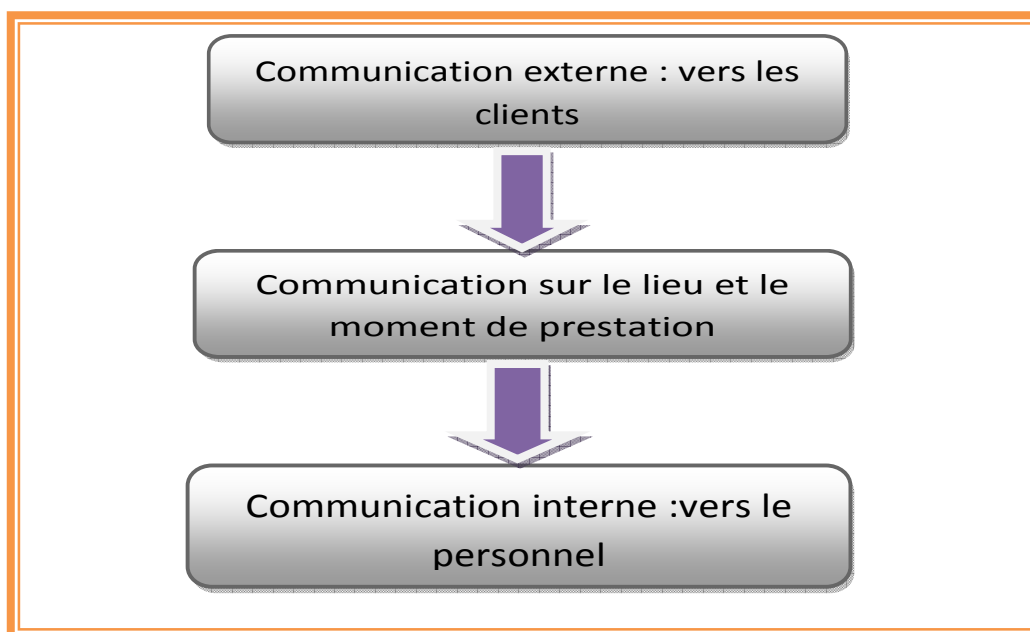 Communication externe : vers les
clients
Communication sur le lieu et le
moment de prestation
Communication interne :vers le
personnel